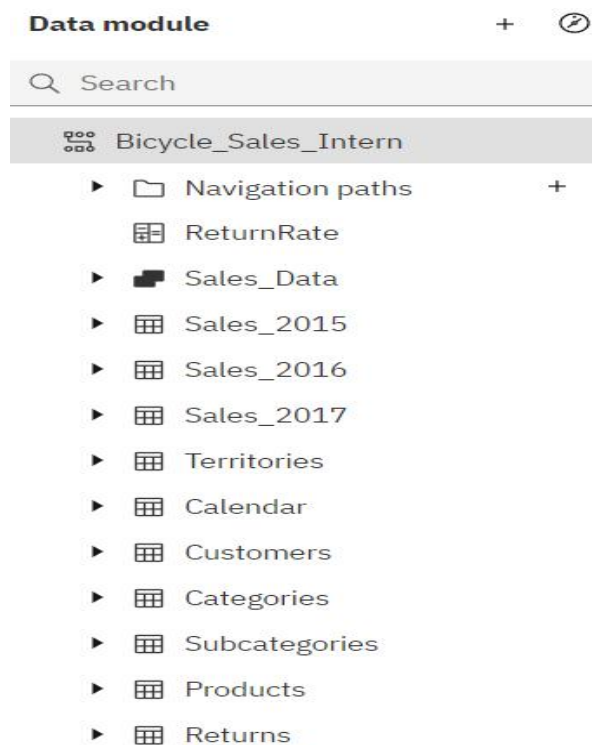 Data module
Search
Bicycle_Sales_Intern
Navigation paths
ReturnRate
Sales_Data
Sales_2015
Sales_2016
Sales_2017
Territories
Calendar
Customers
Categories
Subcategories
Products
Returns